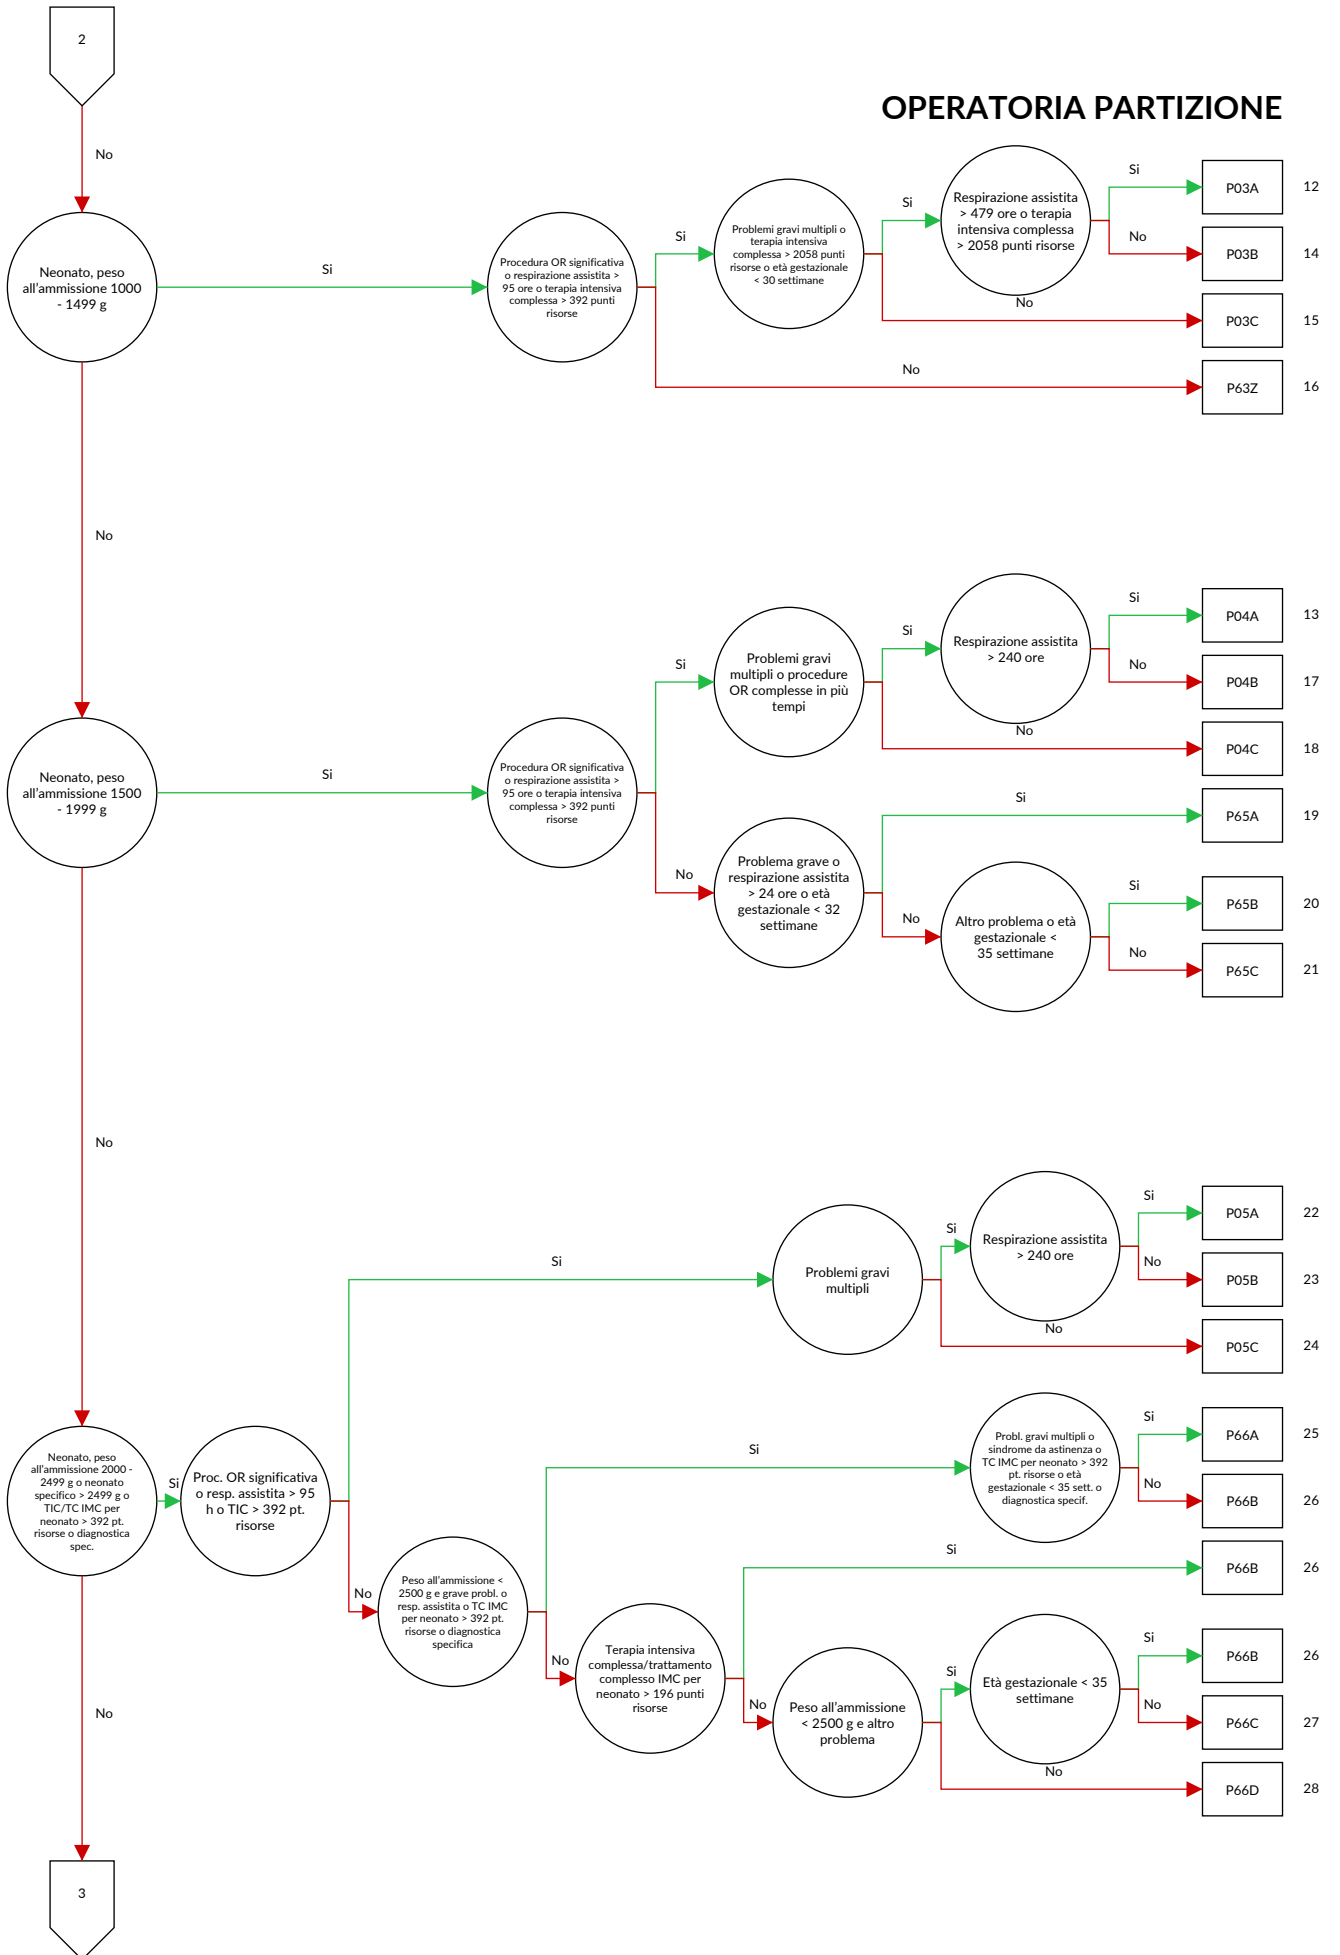 2
OPERATORIA PARTIZIONE
No
Neonato, peso
all'ammissione 1000
- 1499 g
Si
Procedura OR significativa
o respirazione assistita >
95 ore o terapia intensiva
complessa > 392 punti
risorse
Si
Problemi gravi multipli o
terapia intensiva
complessa > 2058 punti
risorse o età gestazionale
< 30 settimane
Si
Respirazione assistita
> 479 ore o terapia
intensiva complessa
> 2058 punti risorse
Si
P03A
12
No
P03B
14
No
P03C
15
No
P63Z
16
No
Neonato, peso
all'ammissione 1500
- 1999 g
Si
Procedura OR significativa
o respirazione assistita >
95 ore o terapia intensiva
complessa > 392 punti
risorse
Si
Problemi gravi
multipli o procedure
OR complesse in più
tempi
Si
Respirazione assistita
> 240 ore
Si
P04A
13
No
P04B
17
No
P04C
18
No
Problema grave o
respirazione assistita
> 24 ore o età
gestazionale < 32
settimane
Si
P65A
19
No
Altro problema o età
gestazionale <
35 settimane
Si
P65B
20
No
P65C
21
No
Neonato, peso
all'ammissione 2000 -
2499 g o neonato
specifico > 2499 g o
TIC/TC IMC per
neonato > 392 pt.
risorse o diagnostica
spec.
Si
Proc. OR significativa
o resp. assistita > 95
h o TIC > 392 pt.
risorse
Si
Problemi gravi
multipli
Si
Respirazione assistita
> 240 ore
Si
P05A
22
No
P05B
23
No
P05C
24
No
Peso all'ammissione <
2500 g e grave probl. o
resp. assistita o TC IMC
per neonato > 392 pt.
risorse o diagnostica
specifica
Si
Probl. gravi multipli o
sindrome da astinenza o
TC IMC per neonato > 392
pt. risorse o età
gestazionale < 35 sett. o
diagnostica specif.
Si
P66A
25
No
P66B
26
No
Terapia intensiva
complessa/trattamento
complesso IMC per
neonato > 196 punti
risorse
Si
P66B
26
No
Peso all'ammissione
< 2500 g e altro
problema
Si
Età gestazionale < 35
settimane
Si
P66B
26
No
P66C
27
No
P66D
28
No
3